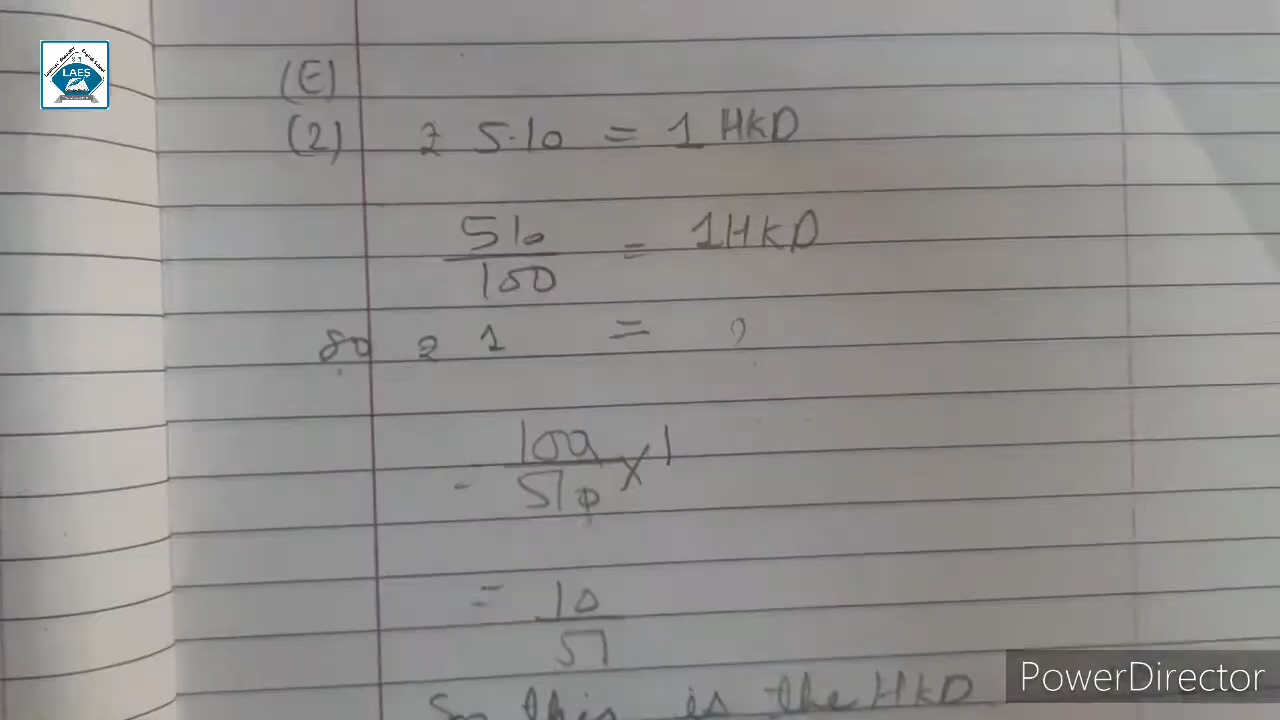 LAES
(E)
(2) ₹ 5.10 = 1 HKD
510/100 = 1 HKD
so ₹ 1 = ?
= 100/510 × 1
= 10/51
So this is the HKD
PowerDirector